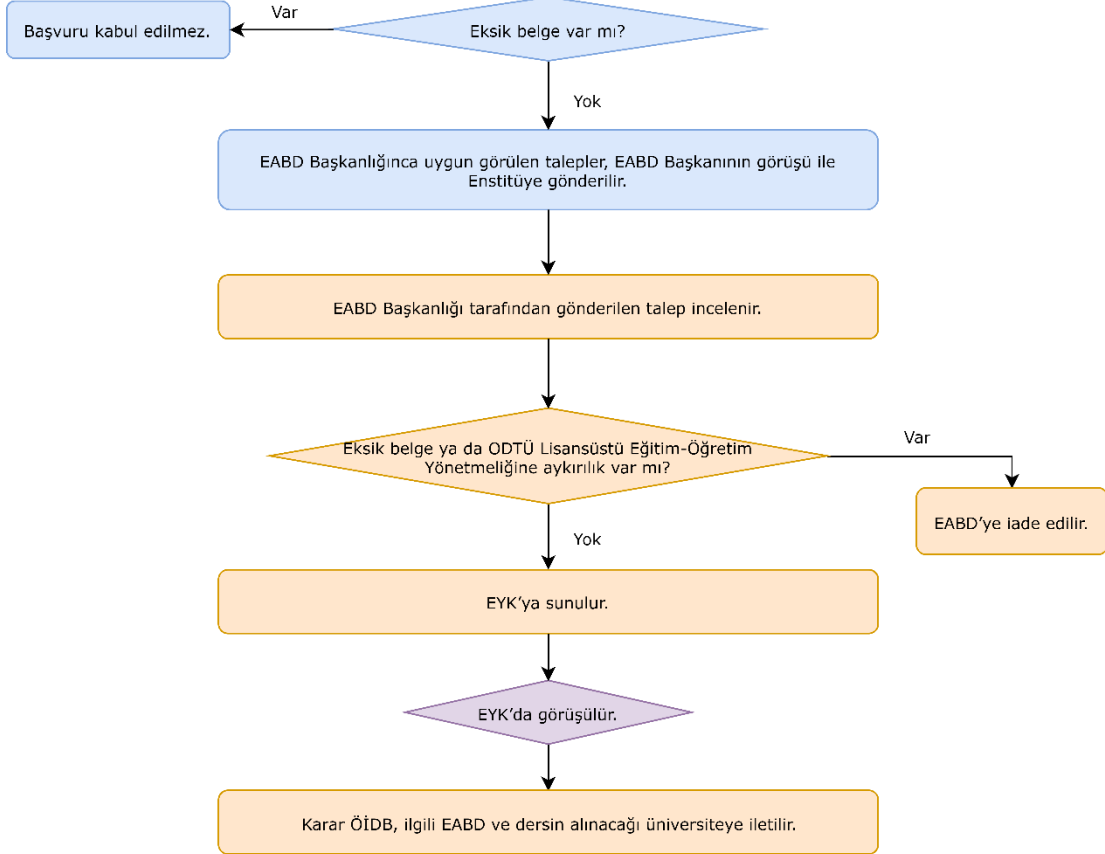 Var
Başvuru kabul edilmez.
Eksik belge var mı?
Yok
EABD Başkanlığınca uygun görülen talepler, EABD Başkanının görüşü ile
Enstitüye gönderilir.
EABD Başkanlığı tarafından gönderilen talep incelenir.
Eksik belge ya da ODTÜ Lisansüstü Eğitim-Öğretim
Yönetmeliğine aykırılık var mı?
Var
EABD’ye iade edilir.
Yok
EYK’ya sunulur.
EYK’da görüşülür.
Karar ÖİDB, ilgili EABD ve dersin alınacağı üniversiteye iletilir.